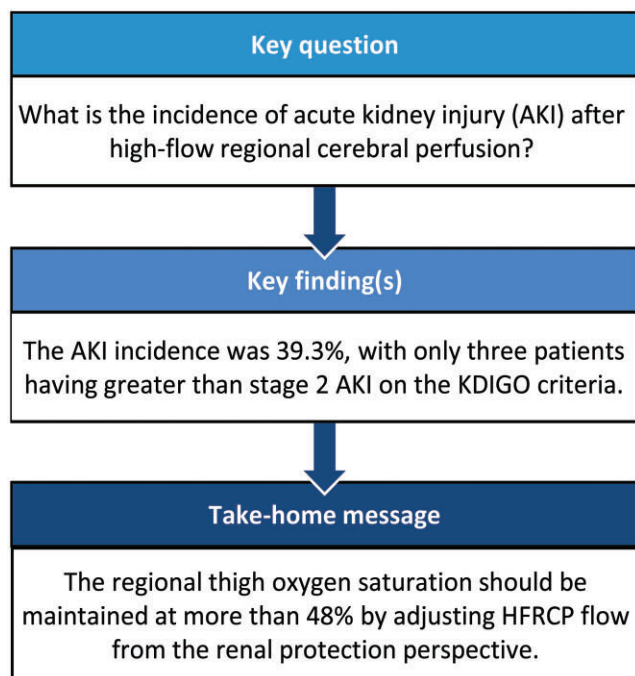 Key question
What is the incidence of acute kidney injury (AKI) after
high-flow regional cerebral perfusion?
Key finding(s)
The AKI incidence was 39.3%, with only three patients
having greater than stage 2 AKI on the KDIGO criteria.
Take-home message
The regional thigh oxygen saturation should be
maintained at more than 48% by adjusting HFRCP flow
from the renal protection perspective.